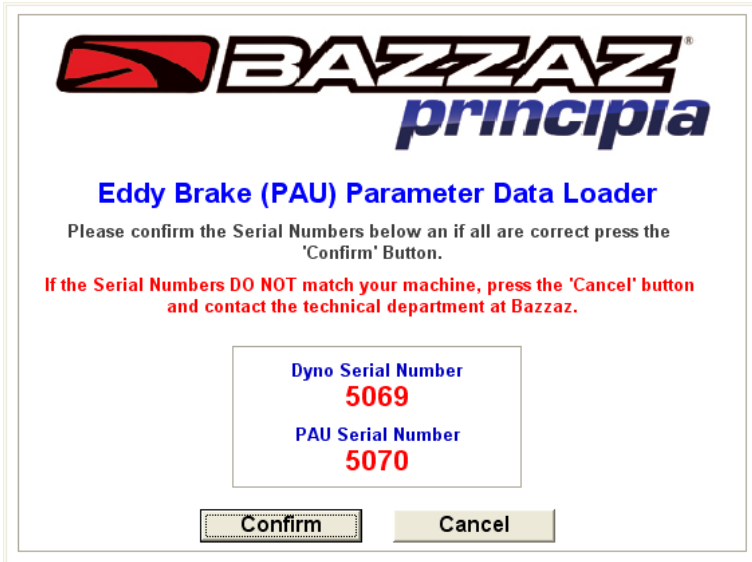 BAZZAZ®
principia
Eddy Brake (PAU) Parameter Data Loader
Please confirm the Serial Numbers below an if all are correct press the
'Confirm' Button.
If the Serial Numbers DO NOT match your machine, press the 'Cancel' button
and contact the technical department at Bazzaz.
Dyno Serial Number
5069
PAU Serial Number
5070
Confirm Cancel